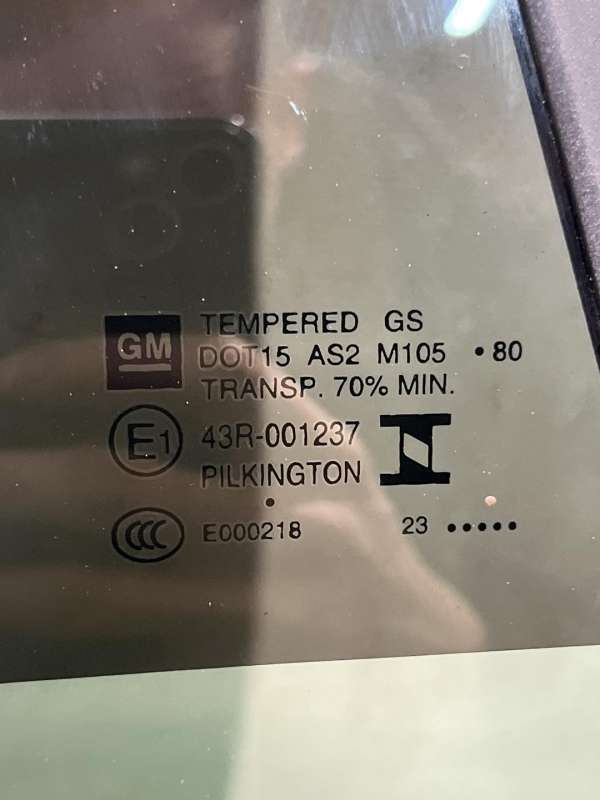 GM
TEMPERED GS
DOT15 AS2 M105 •80
TRANSP. 70% MIN.
E1 43R-001237
PILKINGTON
CCC E000218 23 •••••